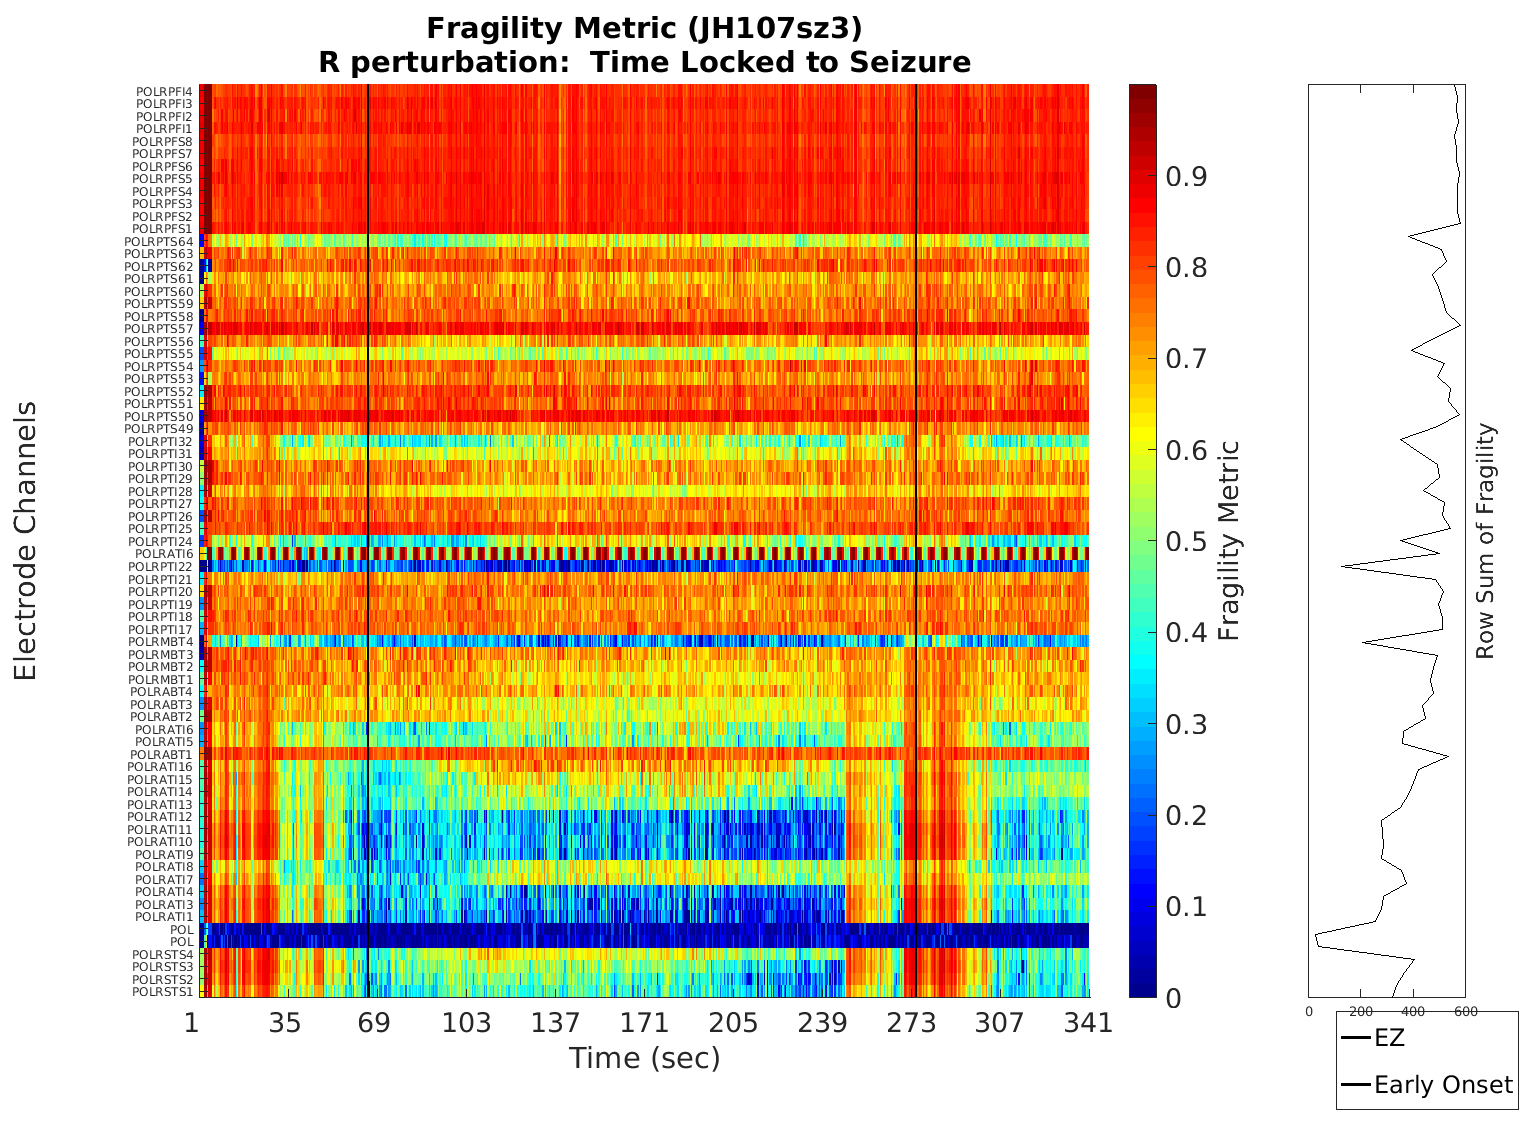 Fragility Metric (JH107sz3)
R perturbation: Time Locked to Seizure
Electrode Channels
POLRPFI4
POLRPFI3
POLRPFI2
POLRPFI1
POLRPFS8
POLRPFS7
POLRPFS6
POLRPFS5
POLRPFS4
POLRPFS3
POLRPFS2
POLRPFS1
POLRPTS64
POLRPTS63
POLRPTS62
POLRPTS61
POLRPTS60
POLRPTS59
POLRPTS58
POLRPTS57
POLRPTS56
POLRPTS55
POLRPTS54
POLRPTS53
POLRPTS52
POLRPTS51
POLRPTS50
POLRPTS49
POLRPTI32
POLRPTI31
POLRPTI30
POLRPTI29
POLRPTI28
POLRPTI27
POLRPTI26
POLRPTI25
POLRPTI24
POLRATI6
POLRPTI22
POLRPTI21
POLRPTI20
POLRPTI19
POLRPTI18
POLRPTI17
POLRMBT4
POLRMBT3
POLRMBT2
POLRMBT1
POLRABT4
POLRABT3
POLRABT2
POLRATI6
POLRATI5
POLRABT1
POLRATI16
POLRATI15
POLRATI14
POLRATI13
POLRATI12
POLRATI11
POLRATI10
POLRATI9
POLRATI8
POLRATI7
POLRATI4
POLRATI3
POLRATI1
POL
POL
POLRSTS4
POLRSTS3
POLRSTS2
POLRSTS1
1 35 69 103 137 171 205 239 273 307 341
Time (sec)
0.9
0.8
0.7
0.6
0.5
0.4
0.3
0.2
0.1
0
Fragility Metric
Row Sum of Fragility
0 200 400 600
EZ
Early Onset